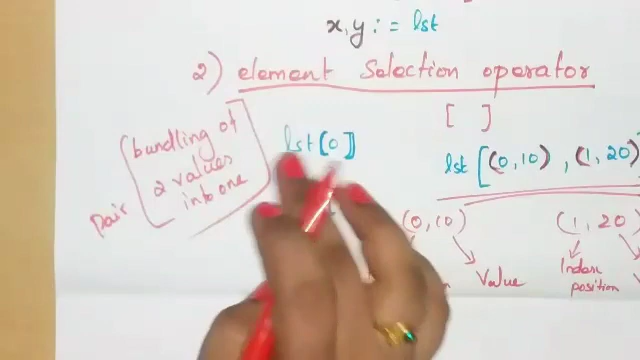 x, y : = lst
2) element Selection operator
[ ]
(bundling of
2 values
into one
pair
lst[0]
lst[(0,10), (1,20)
(0,10)
(1, 20)
Value
Index
position